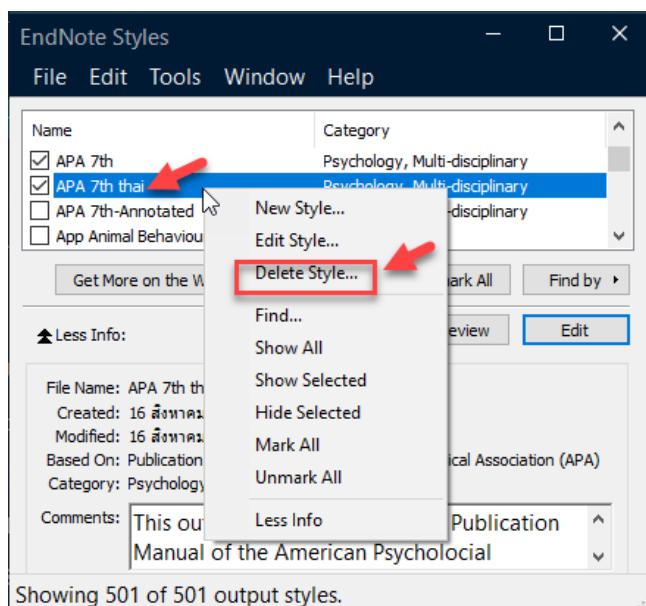 EndNote Styles
File Edit Tools Window Help
Name Category
APA 7th Psychology, Multi-disciplinary
APA 7th thai Psychology, Multi-disciplinary
APA 7th-Annotated -disciplinary
App Animal Behaviou
New Style...
Edit Style...
Delete Style...
Find...
Show All
Show Selected
Hide Selected
Mark All
Unmark All
Less Info
Get More on the W ark All Find by
Less Info: eview Edit
File Name: APA 7th th
Created: 16 สิงหาคม
Modified: 16 สิงหาคม
Based On: Publication ical Association (APA)
Category: Psychology
Comments: This ou Publication
Manual of the American Psycholocial
Showing 501 of 501 output styles.